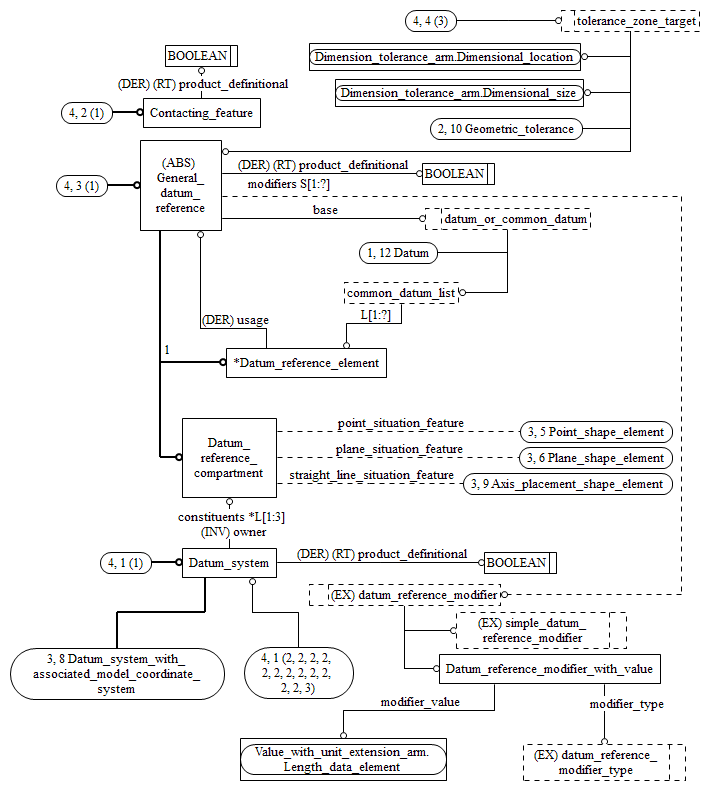 4, 4 (3)
tolerance_zone_target
BOOLEAN
Dimension_tolerance_arm.Dimensional_location
(DER) (RT) product_definitional
Dimension_tolerance_arm.Dimensional_size
4, 2 (1)
Contacting_feature
2, 10 Geometric_tolerance
(ABS)
General_
datum_
reference
4, 3 (1)
(DER) (RT) product_definitional
modifiers S[1:?]
BOOLEAN
base
datum_or_common_datum
1, 12 Datum
common_datum_list
L[1:?]
(DER) usage
1
*Datum_reference_element
Datum_
reference_
compartment
point_situation_feature
3, 5 Point_shape_element
plane_situation_feature
3, 6 Plane_shape_element
straight_line_situation_feature
3, 9 Axis_placement_shape_element
constituents *L[1:3]
(INV) owner
4, 1 (1)
Datum_system
(DER) (RT) product_definitional
BOOLEAN
(EX) datum_reference_modifier
(EX) simple_datum_
reference_modifier
3, 8 Datum_system_with_
associated_model_coordinate_
system
4, 1 (2, 2, 2, 2,
2, 2, 2, 2, 2, 2,
2, 2, 3)
Datum_reference_modifier_with_value
modifier_value
modifier_type
Value_with_unit_extension_arm.
Length_data_element
(EX) datum_reference_
modifier_type